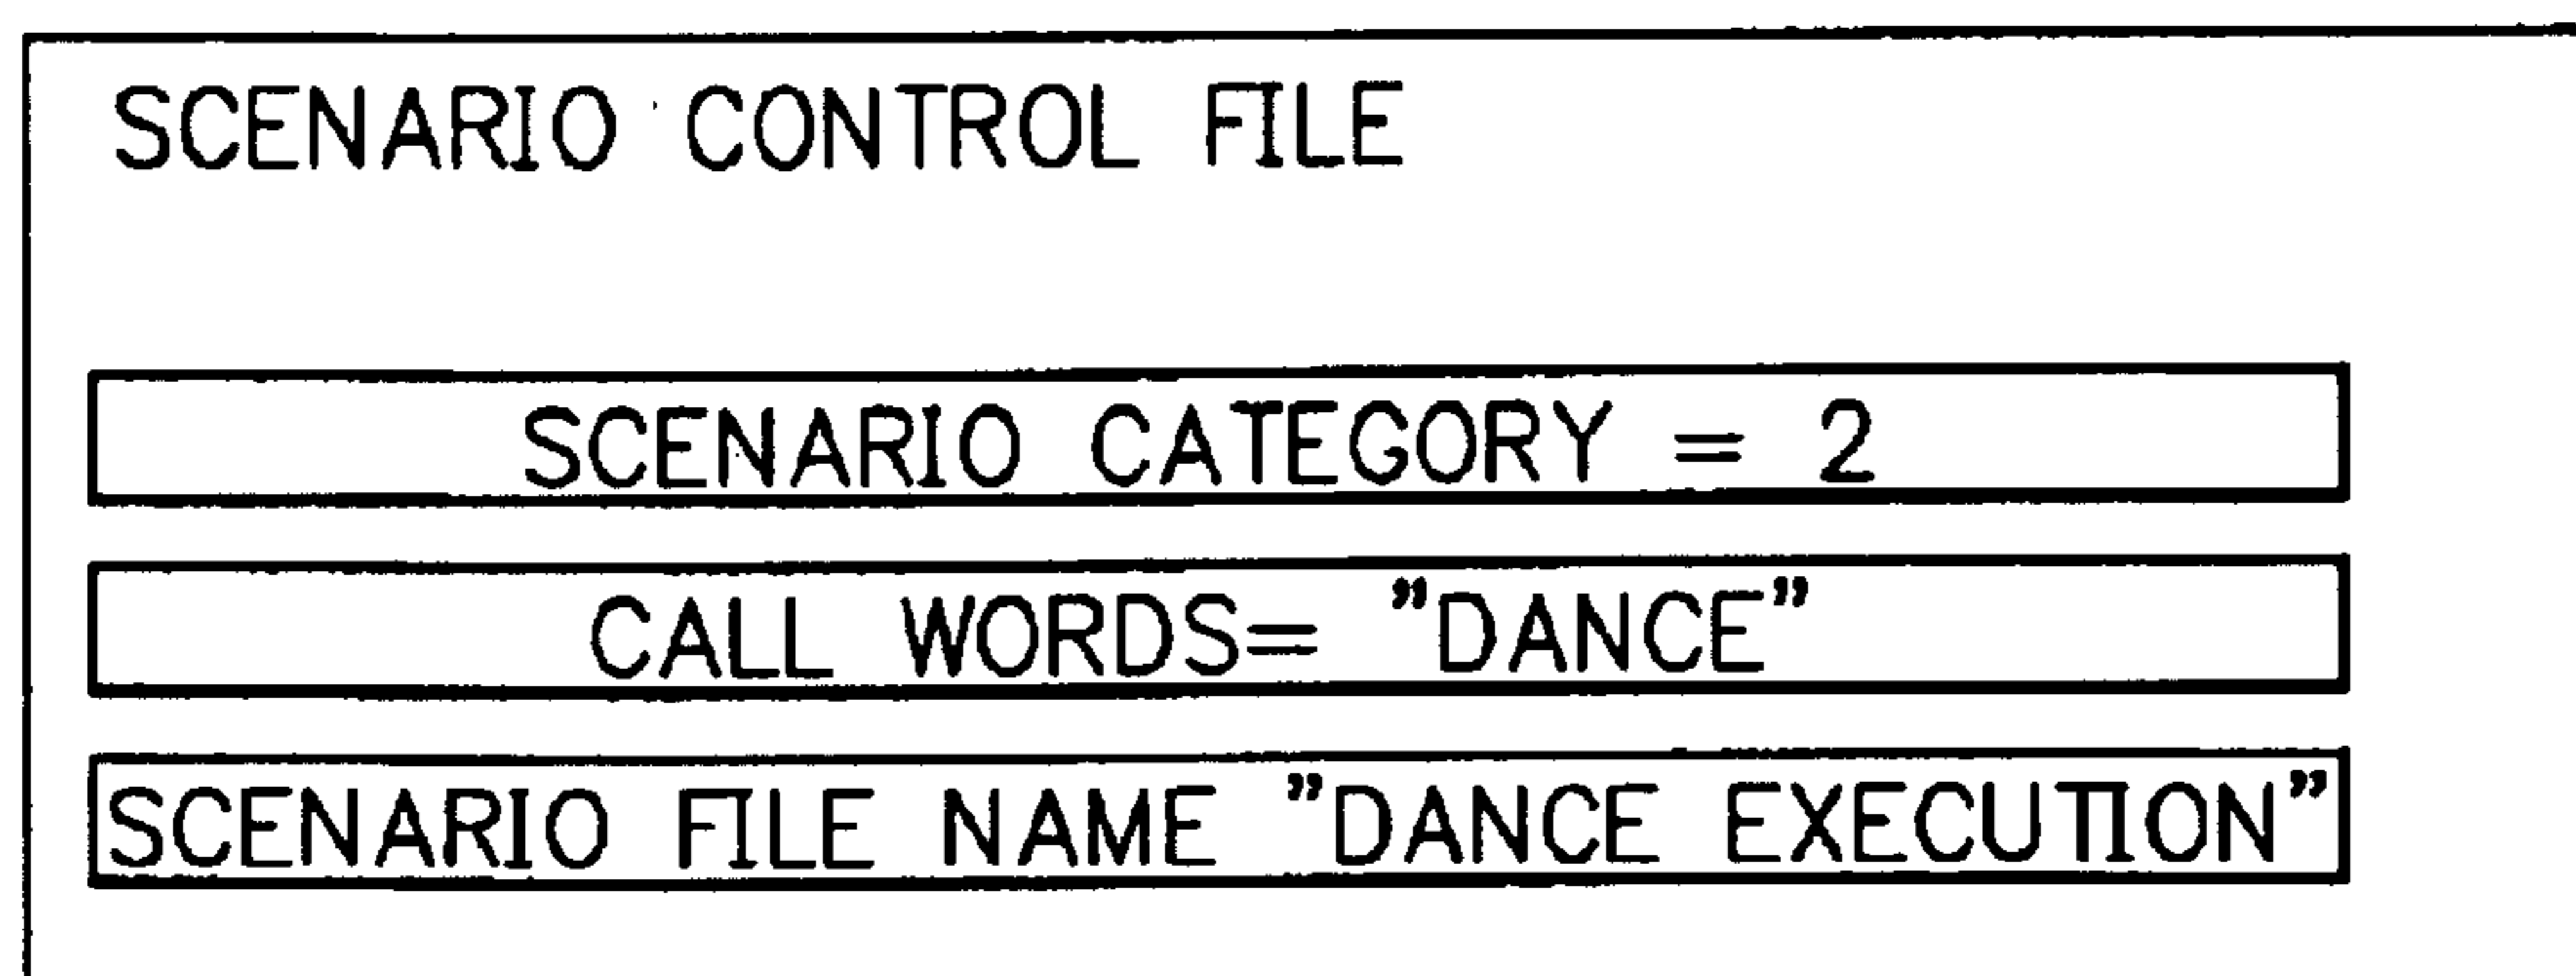 SCENARIO CONTROL FILE
SCENARIO CATEGORY = 2
CALL WORDS= ”DANCE”
SCENARIO FILE NAME ”DANCE EXECUTION”